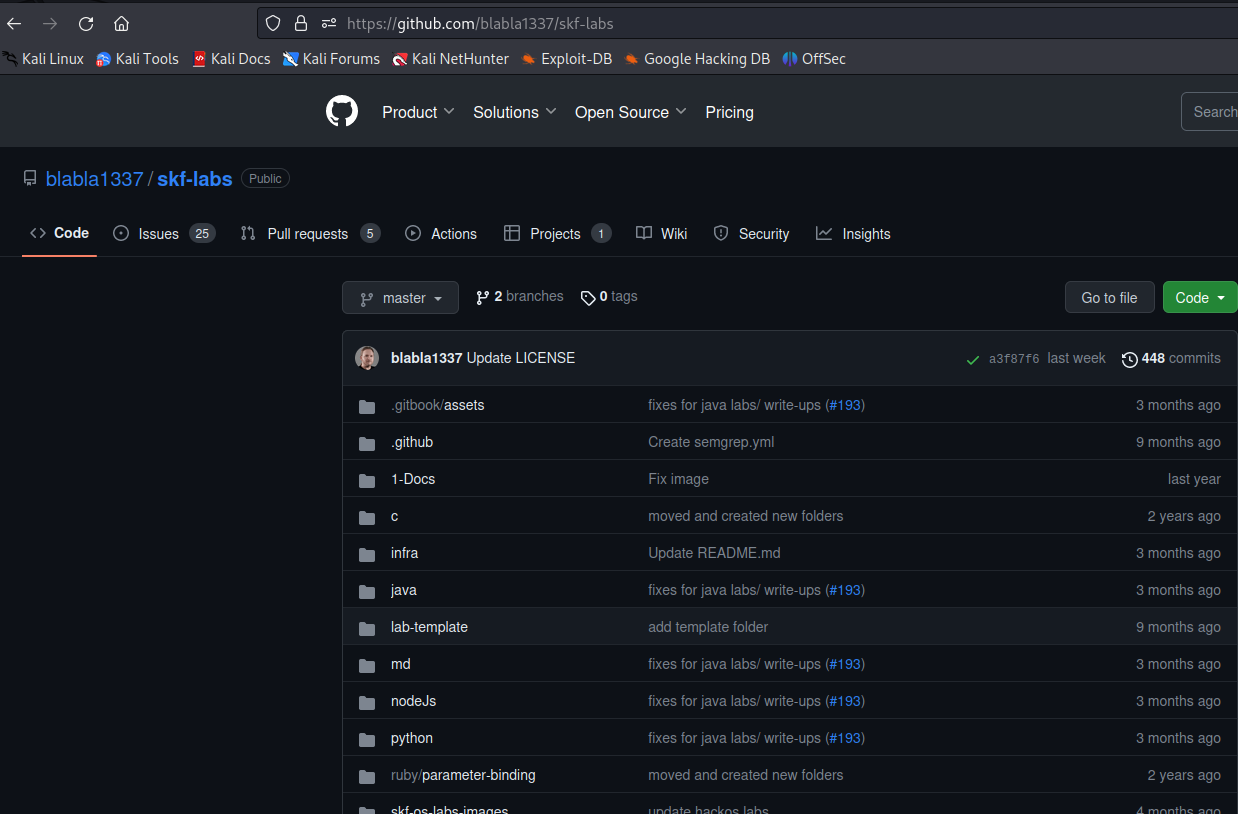 https://github.com/blabla1337/skf-labs
Kali Linux Kali Tools Kali Docs Kali Forums Kali NetHunter Exploit-DB Google Hacking DB OffSec
Product Solutions Open Source Pricing Search
blabla1337 / skf-labs Public
Code Issues 25 Pull requests 5 Actions Projects 1 Wiki Security Insights
master 2 branches 0 tags Go to file Code
blabla1337 Update LICENSE a3f87f6 last week 448 commits
.gitbook/assets fixes for java labs/ write-ups (#193) 3 months ago
.github Create semgrep.yml 9 months ago
1-Docs Fix image last year
c moved and created new folders 2 years ago
infra Update README.md 3 months ago
java fixes for java labs/ write-ups (#193) 3 months ago
lab-template add template folder 9 months ago
md fixes for java labs/ write-ups (#193) 3 months ago
nodeJs fixes for java labs/ write-ups (#193) 3 months ago
python fixes for java labs/ write-ups (#193) 3 months ago
ruby/parameter-binding moved and created new folders 2 years ago
skf-os-labs-images update hackos labs 4 months ago